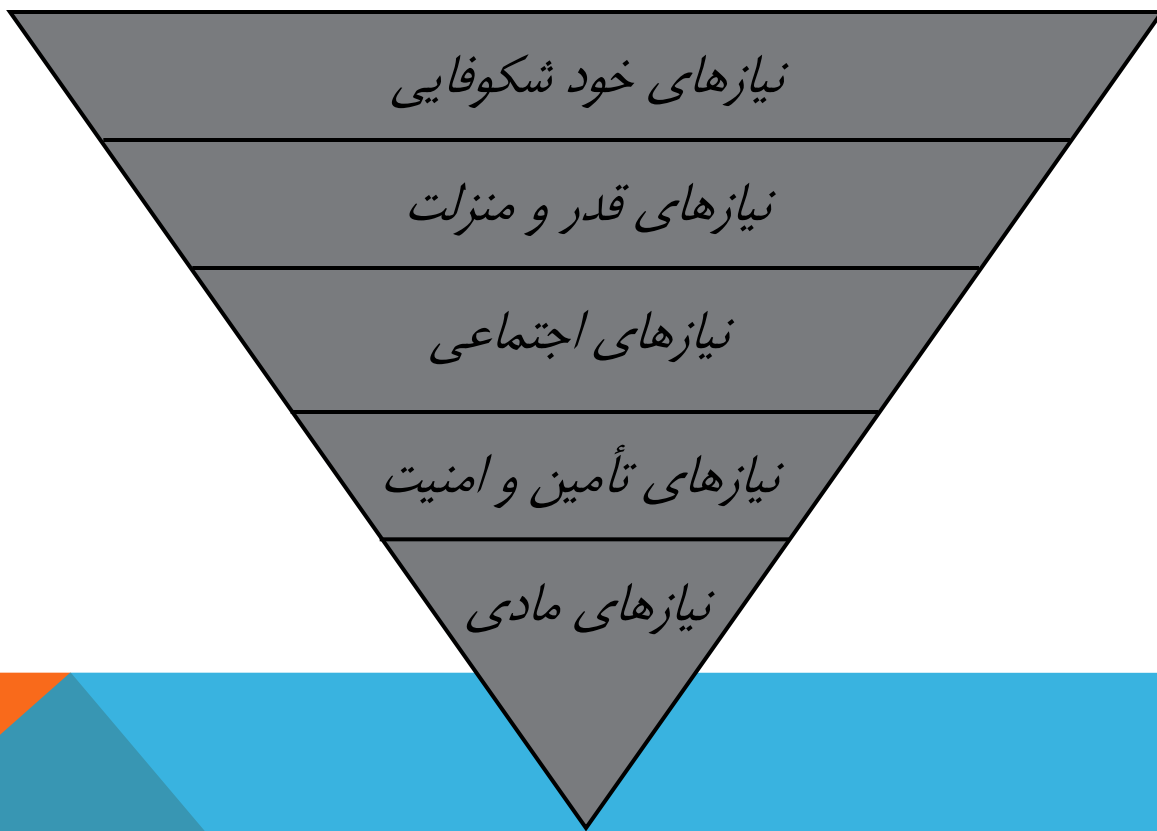 نیازهای خود شکوفایی
نیازهای قدر و منزلت
نیازهای اجتماعی
نیازهای تأمین و امنیت
نیازهای مادی